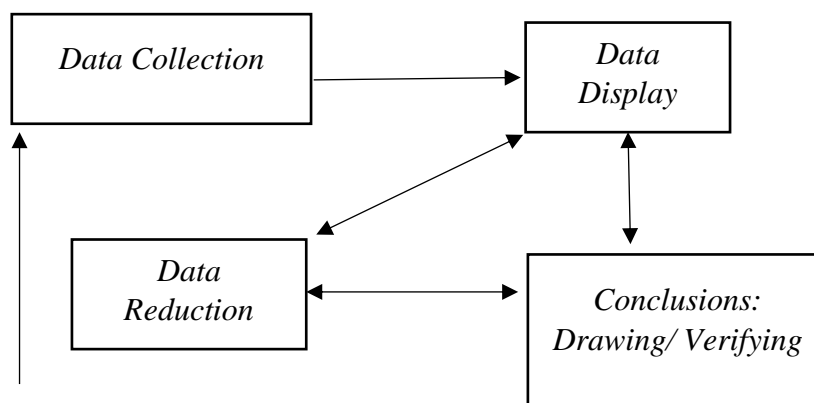 Data Collection
Data
Display
Data
Reduction
Conclusions:
Drawing/ Verifying